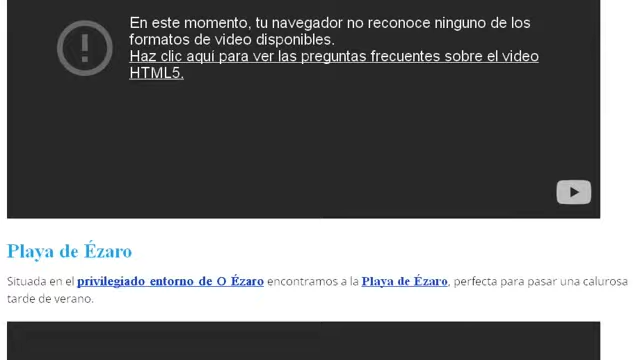 En este momento, tu navegador no reconoce ninguno de los
formatos de video disponibles.
Haz clic aquí para ver las preguntas frecuentes sobre el video
HTML5.
Playa de Ézaro
Situada en el privilegiado entorno de O Ézaro encontramos a la Playa de Ézaro, perfecta para pasar una calurosa
tarde de verano.